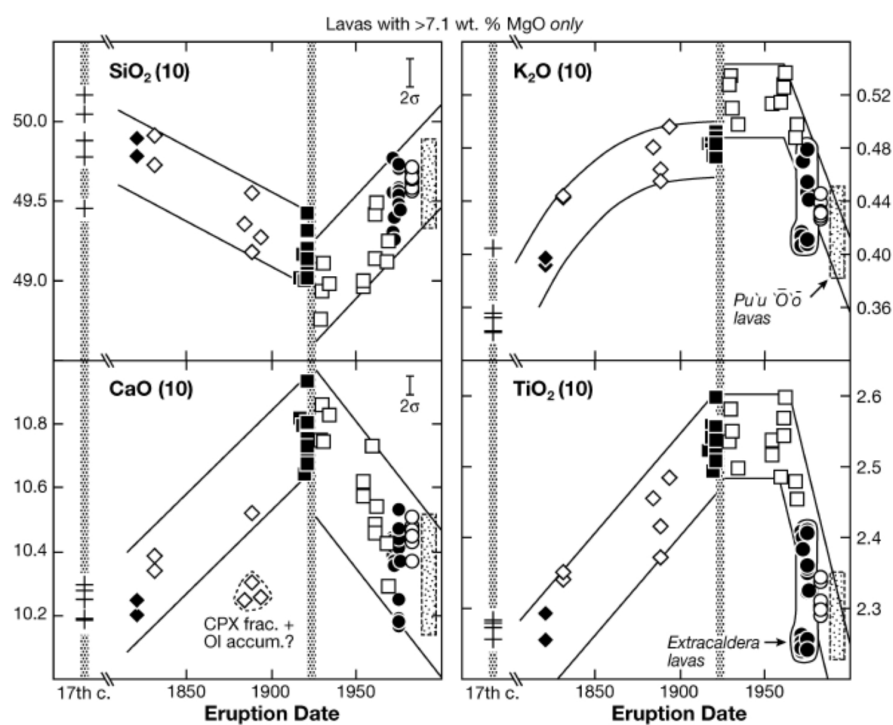 Lavas with >7.1 wt. % MgO only
SiO₂ (10)
2σ
50.0
49.5
49.0
K₂O (10)
0.52
0.48
0.44
0.40
0.36
Pu`u `Ō`ō
lavas
CaO (10)
2σ
10.8
10.6
10.4
10.2
CPX frac. +
Ol accum.?
TiO₂ (10)
2.6
2.5
2.4
2.3
Extracaldera
lavas
17th c. 1850 1900 1950
Eruption Date
17th c. 1850 1900 1950
Eruption Date